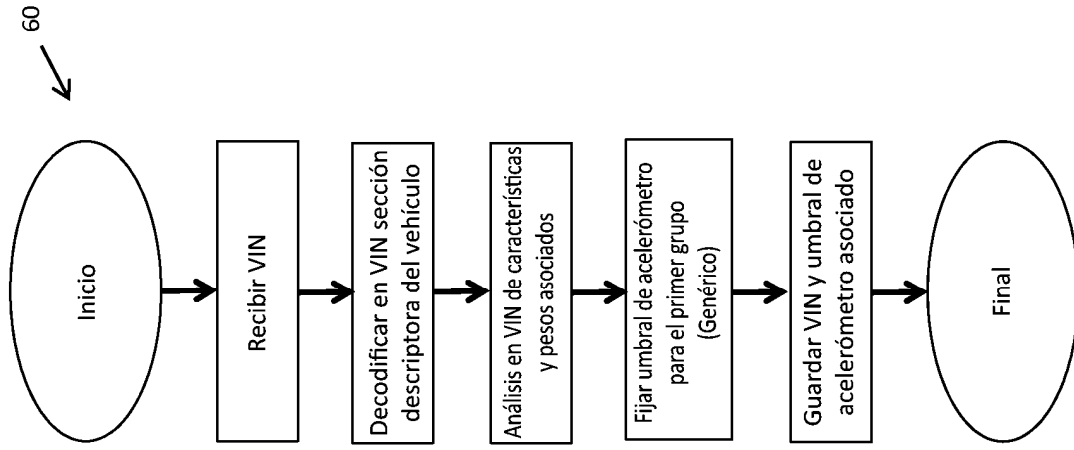 60
Inicio
Recibir VIN
Decodificar en VIN sección
descriptora del vehículo
Análisis en VIN de características
y pesos asociados
Fijar umbral de acelerómetro
para el primer grupo
(Genérico)
Guardar VIN y umbral de
acelerómetro asociado
Final